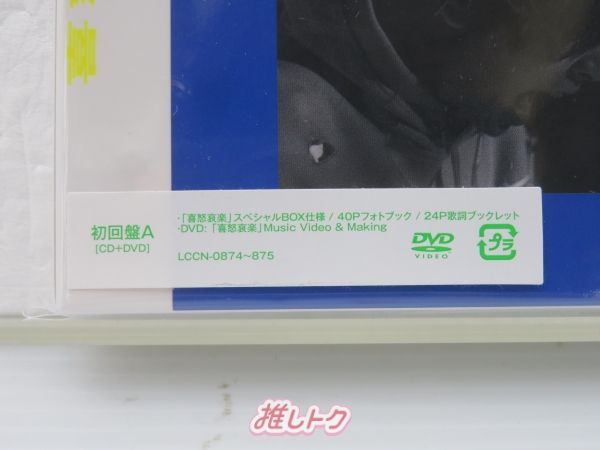 初回盤A
[CD+DVD]
・「喜怒哀楽」スペシャルBOX仕様 / 40Pフォトブック / 24P歌詞ブックレット
・DVD: 「喜怒哀楽」Music Video & Making
LCCN-0874~875
DVD
VIDEO
プラ
推しトク